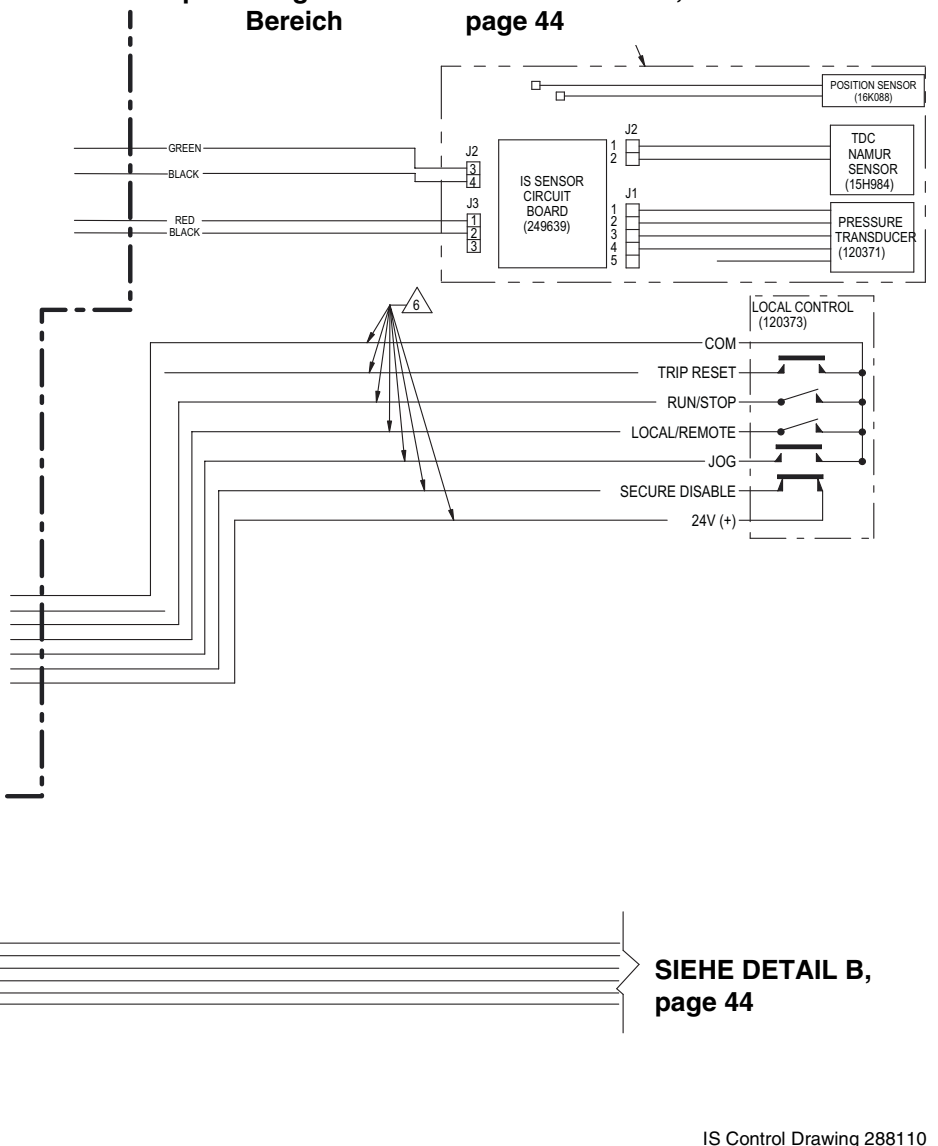 Bereich page 44
POSITION SENSOR
(16K088)
J2
1
2
TDC
NAMUR
SENSOR
(15H984)
GREEN
BLACK
J2
3
4
IS SENSOR
CIRCUIT
BOARD
(249639)
J3
RED
BLACK
1
2
3
J1
1
2
3
4
5
PRESSURE
TRANSDUCER
(120371)
6
LOCAL CONTROL
(120373)
COM
TRIP RESET
RUN/STOP
LOCAL/REMOTE
JOG
SECURE DISABLE
24V (+)
SIEHE DETAIL B,
page 44
IS Control Drawing 288110